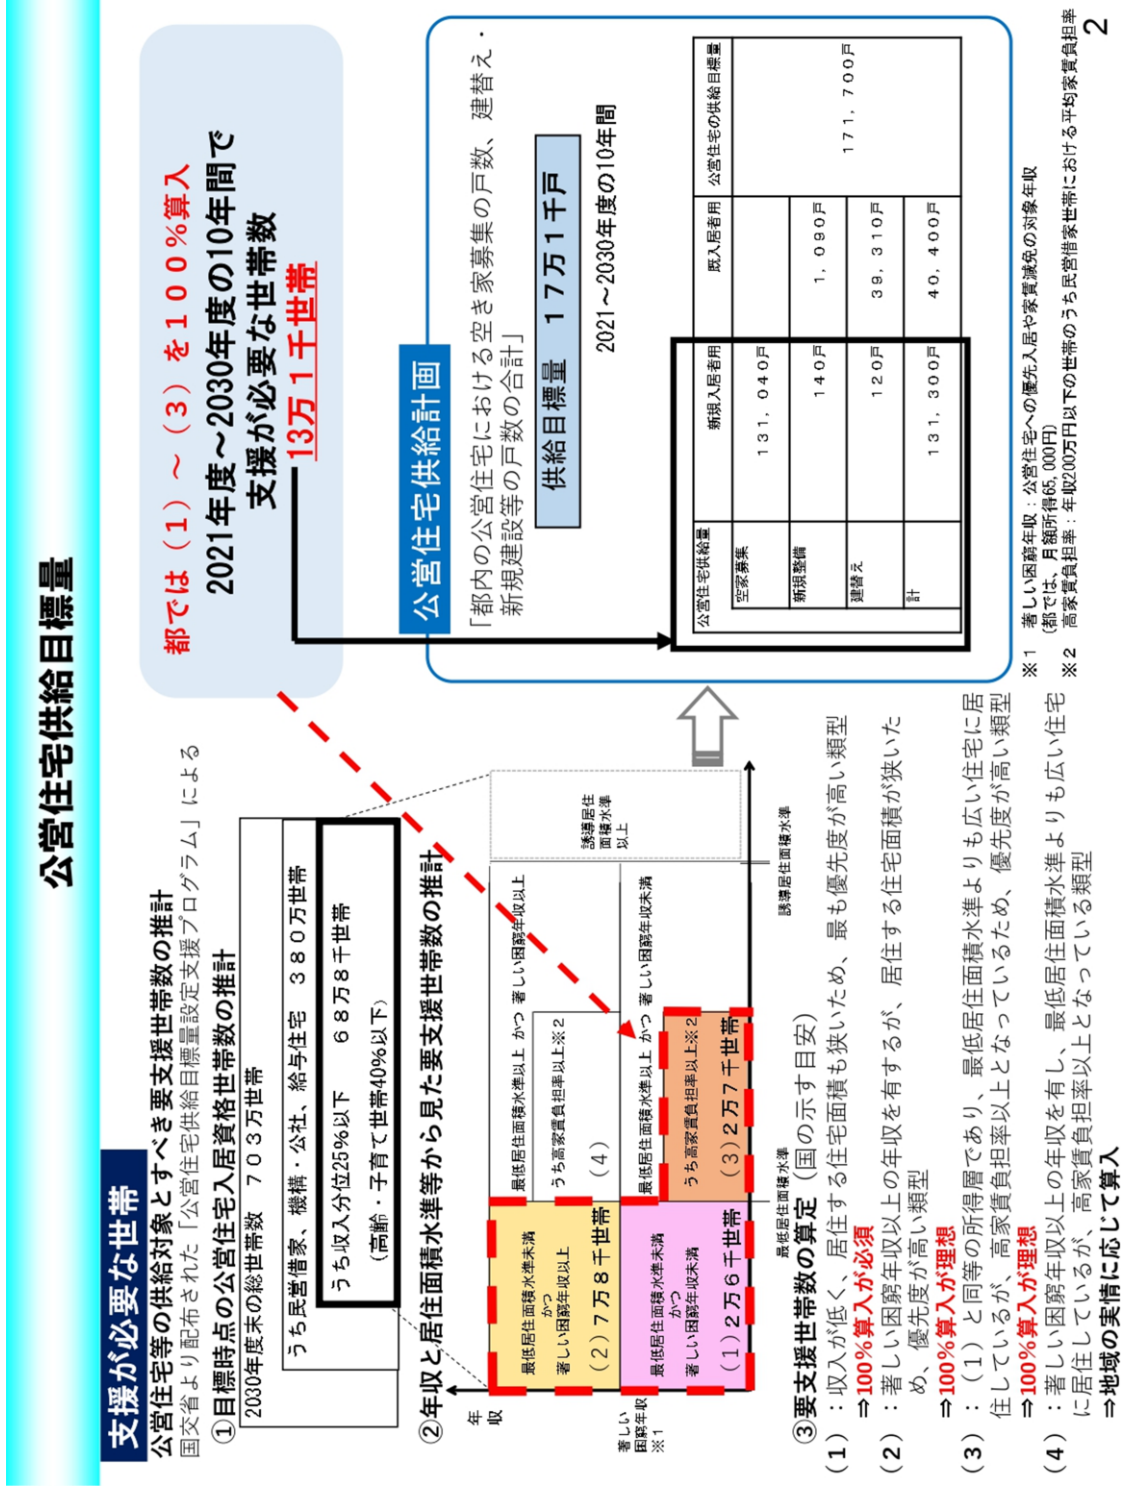 公営住宅供給目標量
支援が必要な世帯
公営住宅等の供給対象とすべき要支援世帯数の推計
国交省より配布された「公営住宅供給目標量設定支援プログラム」による
①目標時点の公営住宅入居資格世帯数の推計
2030年度末の総世帯数　７０３万世帯
うち民営借家、機構・公社、給与住宅　３８０万世帯
うち収入分位25%以下　６８万８千世帯
（高齢・子育て世帯40%以下）
②年収と居住面積水準等から見た要支援世帯数の推計
年収
著しい
困窮年収
※１
最低居住面積水準未満
かつ
著しい困窮年収以上
（２）７万８千世帯
最低居住面積水準以上 かつ 著しい困窮年収以上
うち高家賃負担率以上※２
（４）
最低居住面積水準未満
かつ
著しい困窮年収未満
（１）２万６千世帯
最低居住面積水準以上 かつ 著しい困窮年収未満
うち高家賃負担率以上※２
（３）２万７千世帯
誘導居住
面積水準
以上
最低居住面積水準
誘導居住面積水準
③要支援世帯数の算定（国の示す目安）
（１）：収入が低く、居住する住宅面積も狭いため、最も優先度が高い類型
⇒100%算入が必須
（２）：著しい困窮年収以上の年収を有するが、居住する住宅面積が狭いた
め、優先度が高い類型
⇒100%算入が理想
（３）：（１）と同等の所得層であり、最低居住面積水準よりも広い住宅に居
住しているが、高家賃負担率以上となっているため、優先度が高い類型
⇒100%算入が理想
（４）：著しい困窮年収以上の年収を有し、最低居住面積水準よりも広い住宅
に居住しているが、高家賃負担率以上となっている類型
⇒地域の実情に応じて算入
都では（１）～（３）を１００%算入
2021年度～2030年度の10年間で
支援が必要な世帯数
13万１千世帯
公営住宅供給計画
「都内の公営住宅における空き家募集の戸数、建替え・
新規建設等の戸数の合計」
供給目標量　１７万１千戸
2021～2030年度の10年間
公営住宅供給量　新規入居者用　既入居者用　公営住宅の供給目標量
空家募集　１３１，０４０戸
新規整備　１４０戸　１，０９０戸
建替え　１２０戸　３９，３１０戸
計　１３１，３００戸　４０，４００戸
１７１，７００戸
※１　著しい困窮年収：公営住宅への優先入居や家賃減免の対象年収
（都では、月額所得65,000円）
※２　高家賃負担率：年収200万円以下の世帯のうち民営借家世帯における平均家賃負担率
2